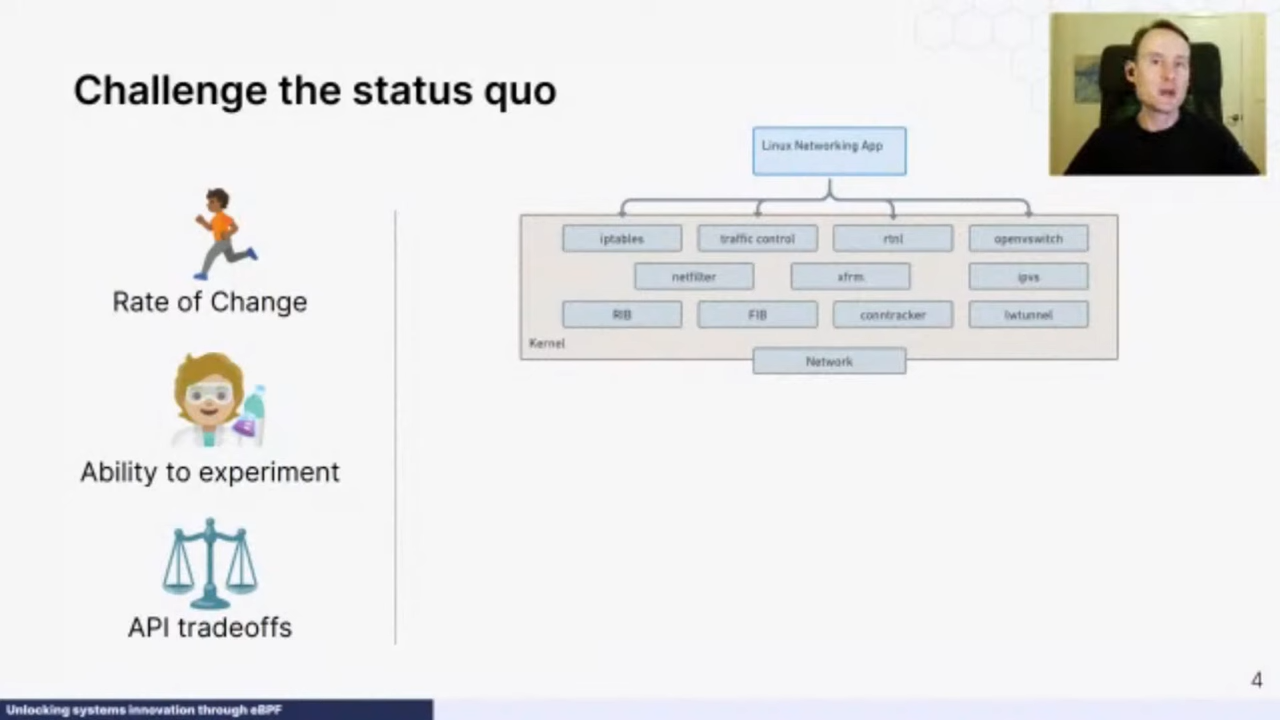 Challenge the status quo
Rate of Change
Ability to experiment
API tradeoffs
Linux Networking App
iptables
traffic control
rtnl
openvswitch
netfilter
xfrm
ipvs
RIB
FIB
conntracker
lwtunnel
Kernel
Network
4
Unlocking systems innovation through eBPF